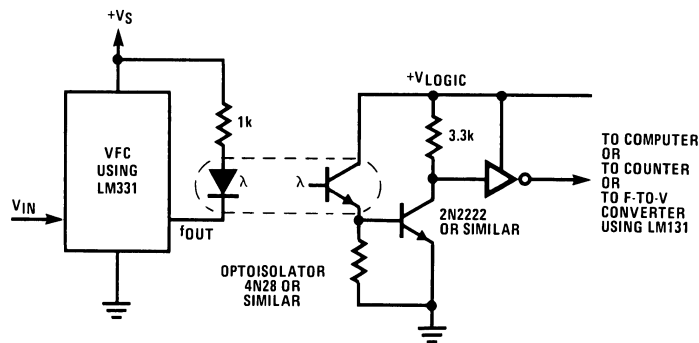 +VS
+VLOGIC
1k
3.3k
VFC
USING
LM331
λ
λ
TO COMPUTER
OR
TO COUNTER
OR
TO F-TO-V
CONVERTER
USING LM131
VIN
fOUT
2N2222
OR SIMILAR
OPTOISOLATOR
4N28 OR
SIMILAR